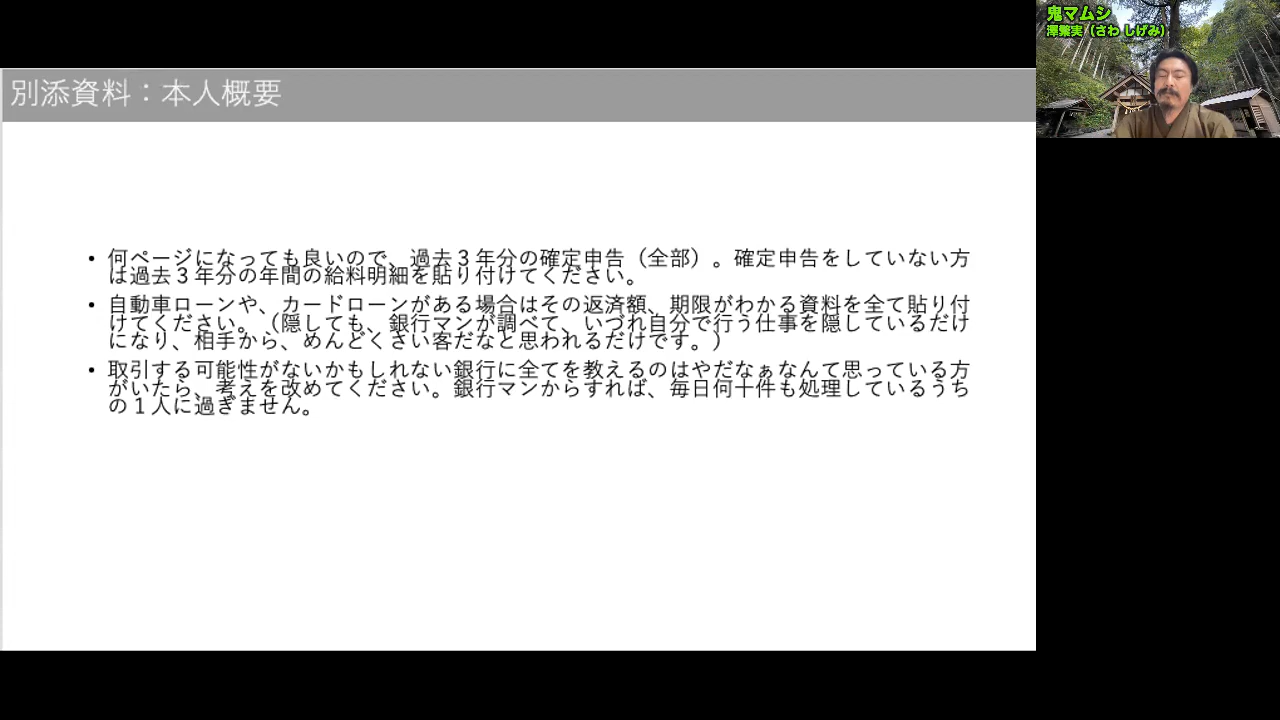 別添資料：本人概要
• 何ページになっても良いので、過去３年分の確定申告（全部）。確定申告をしていない方
は過去３年分の年間の給料明細を貼り付けてください。
• 自動車ローンや、カードローンがある場合はその返済額、期限がわかる資料を全て貼り付
けてください。（隠しても、銀行マンが調べて、いづれ自分で行う仕事を隠しているだけ
になり、相手から、めんどくさい客だなと思われるだけです。）
• 取引する可能性がないかもしれない銀行に全てを教えるのはやだなぁなんて思っている方
がいたら、考えを改めてください。銀行マンからすれば、毎日何十件も処理しているうち
の１人に過ぎません。
鬼マムシ
澤繁実（さわ しげみ）